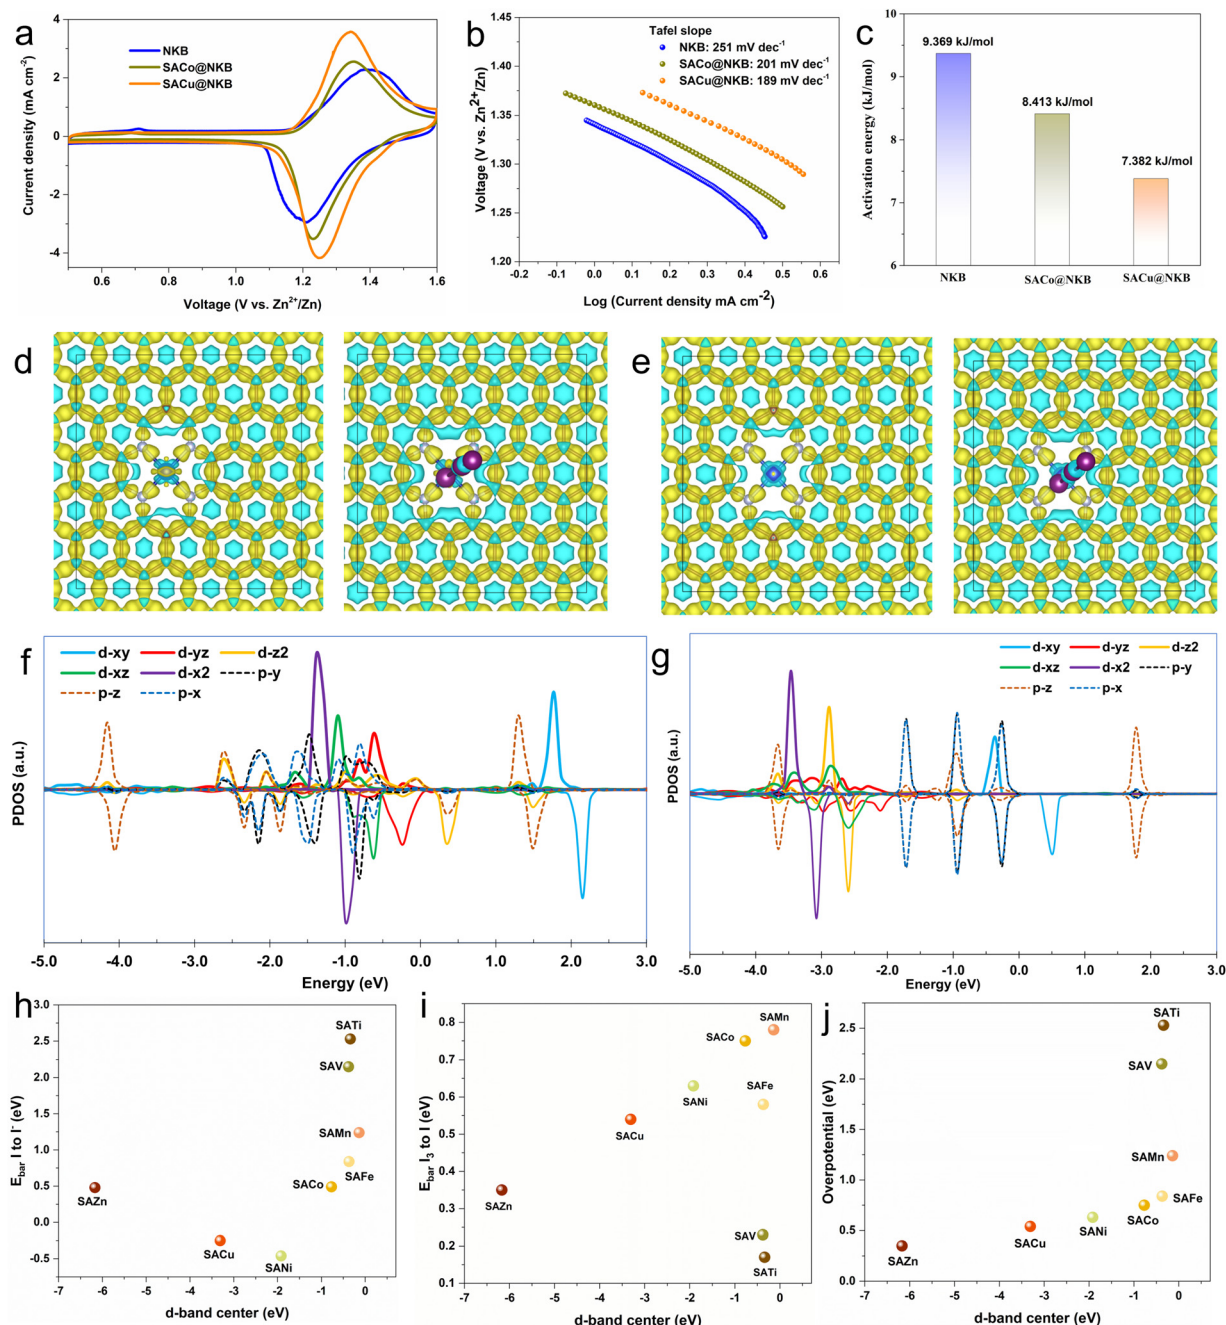 a
4
3
2
0
-2
-4
Current density (mA cm⁻²)
NKB
SACo@NKB
SACu@NKB
0.6 0.8 1.0 1.2 1.4 1.6
Voltage (V vs. Zn²⁺/Zn)
b
1.45
1.40
1.35
1.30
1.25
1.20
Voltage (V vs. Zn²⁺/Zn)
Tafel slope
NKB: 251 mV dec⁻¹
SACo@NKB: 201 mV dec⁻¹
SACu@NKB: 189 mV dec⁻¹
-0.2 -0.1 0.0 0.1 0.2 0.3 0.4 0.5 0.6
Log (Current density mA cm⁻²)
c
10
9
8
7
6
Activation energy (kJ/mol)
9.369 kJ/mol
8.413 kJ/mol
7.382 kJ/mol
NKB SACo@NKB SACu@NKB
d
e
f
d-xy d-yz d-z2
d-xz d-x2 p-y
p-z p-x
PDOS (a.u.)
-5.0 -4.0 -3.0 -2.0 -1.0 0.0 1.0 2.0 3.0
Energy (eV)
g
d-xy d-yz d-z2
d-xz d-x2 p-y
p-z p-x
PDOS (a.u.)
-5.0 -4.0 -3.0 -2.0 -1.0 0.0 1.0 2.0 3.0
Energy (eV)
h
3.0
2.5
2.0
1.5
1.0
0.5
0.0
-0.5
E_bar I to I⁻ (eV)
SATi
SAV
SAMn
SAFe
SACo
SAZn
SACu
SANi
-7 -6 -5 -4 -3 -2 -1 0
d-band center (eV)
i
0.8
0.7
0.6
0.5
0.4
0.3
0.2
0.1
E_bar I₃ to I (eV)
SAMn
SACo
SAFe
SANi
SACu
SAZn
SAV
SATi
-7 -6 -5 -4 -3 -2 -1 0
d-band center (eV)
j
2.5
2.0
1.5
1.0
0.5
0.0
Overpotential (eV)
SATi
SAV
SAMn
SAFe
SACo
SANi
SACu
SAZn
-7 -6 -5 -4 -3 -2 -1 0
d-band center (eV)